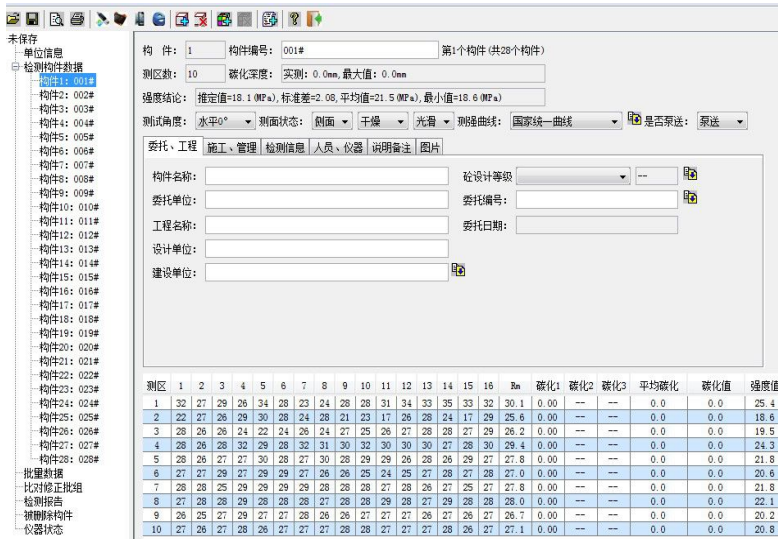 未保存
单位信息
检测构件数据
构件1: 001#
构件2: 002#
构件3: 003#
构件4: 004#
构件5: 005#
构件6: 006#
构件7: 007#
构件8: 008#
构件9: 009#
构件10: 010#
构件11: 011#
构件12: 012#
构件13: 013#
构件14: 014#
构件15: 015#
构件16: 016#
构件17: 017#
构件18: 018#
构件19: 019#
构件20: 020#
构件21: 021#
构件22: 022#
构件23: 023#
构件24: 024#
构件25: 025#
构件26: 026#
构件27: 027#
构件28: 028#
批量数据
比对修正批组
检测报告
被删除构件
仪器状态
构 件: 1 构件编号: 001# 第1个构件(共28个构件)
测区数: 10 碳化深度: 实测: 0.0mm,最大值: 0.0mm
强度结论: 推定值=18.1(MPa),标准差=2.08,平均值=21.5(MPa),最小值=18.6(MPa)
测试角度: 水平0° 测面状态: 侧面 干燥 光滑 测强曲线: 国家统一曲线 是否泵送: 泵送
委托、工程 施工、管理 检测信息 人员、仪器 说明备注 图片
构件名称: 砼设计等级 --
委托单位: 委托编号:
工程名称: 委托日期:
设计单位:
建设单位:
测区 1 2 3 4 5 6 7 8 9 10 11 12 13 14 15 16 Rm 碳化1 碳化2 碳化3 平均碳化 碳化值 强度值
1 32 27 29 26 34 28 23 24 28 28 31 34 33 35 33 32 30.1 0.00 -- -- 0.0 0.0 25.4
2 22 27 26 29 30 28 24 28 21 23 17 26 28 24 17 29 25.6 0.00 -- -- 0.0 0.0 18.6
3 28 26 26 24 22 24 26 24 27 25 26 27 28 28 27 29 26.2 0.00 -- -- 0.0 0.0 19.5
4 28 26 28 32 29 28 32 31 30 32 30 30 30 27 28 30 29.4 0.00 -- -- 0.0 0.0 24.3
5 28 26 27 27 30 28 27 30 28 29 29 26 28 26 29 27 27.8 0.00 -- -- 0.0 0.0 21.8
6 27 27 29 27 29 29 27 26 26 25 24 25 27 28 27 28 27.0 0.00 -- -- 0.0 0.0 20.6
7 28 28 25 29 29 29 29 28 28 28 27 28 26 27 25 27 27.8 0.00 -- -- 0.0 0.0 21.8
8 27 28 28 29 28 28 28 27 28 28 29 28 27 29 28 28 28.0 0.00 -- -- 0.0 0.0 22.1
9 26 25 27 29 27 27 28 26 26 27 27 27 26 27 26 27 26.7 0.00 -- -- 0.0 0.0 20.2
10 27 26 27 28 26 27 27 27 28 28 27 27 27 28 26 27 27.1 0.00 -- -- 0.0 0.0 20.8